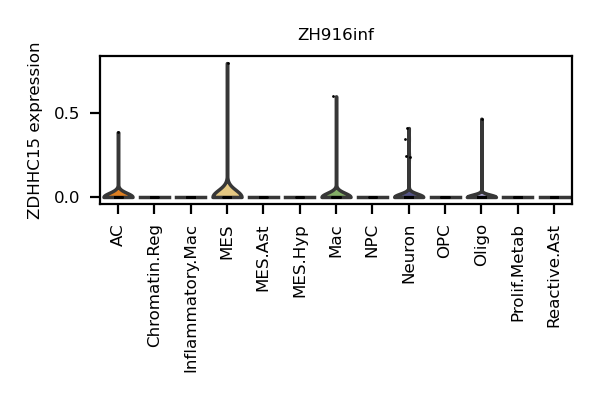 ZH916inf
ZDHHC15 expression
0.5
0.0
AC
Chromatin.Reg
Inflammatory.Mac
MES
MES.Ast
MES.Hyp
Mac
NPC
Neuron
OPC
Oligo
Prolif.Metab
Reactive.Ast